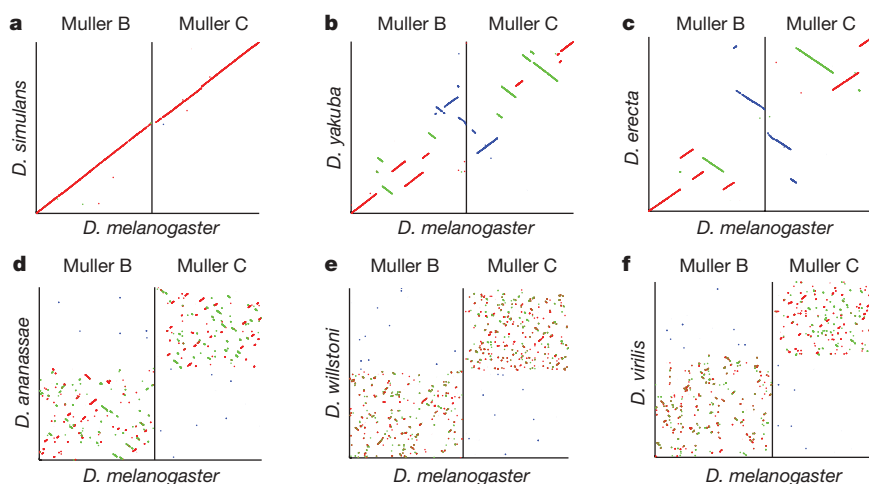 a Muller B Muller C
D. simulans
D. melanogaster
b Muller B Muller C
D. yakuba
D. melanogaster
c Muller B Muller C
D. erecta
D. melanogaster
d Muller B Muller C
D. ananassae
D. melanogaster
e Muller B Muller C
D. willstoni
D. melanogaster
f Muller B Muller C
D. virilis
D. melanogaster